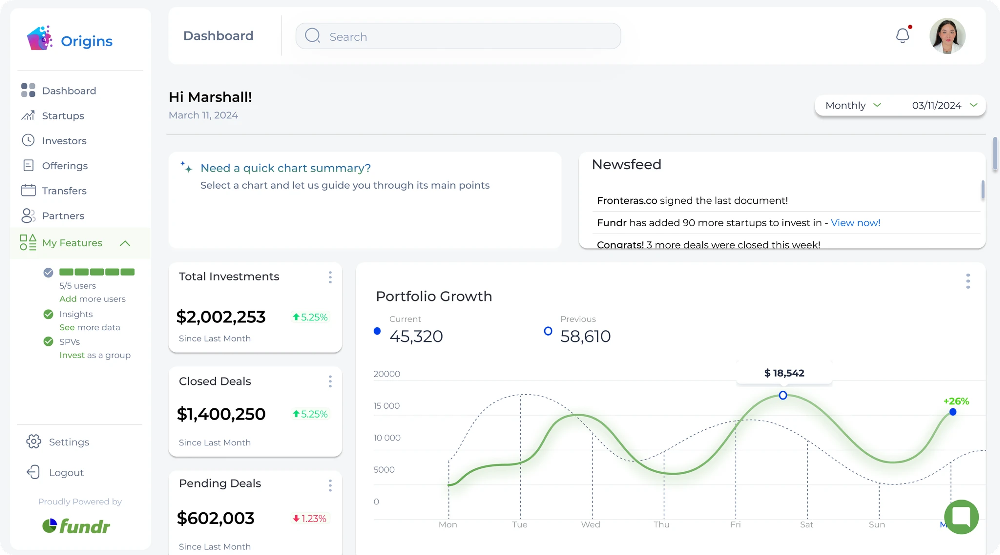 Origins
Dashboard
Startups
Investors
Offerings
Transfers
Partners
My Features
5/5 users
Add more users
Insights
See more data
SPVs
Invest as a group
Settings
Logout
Proudly Powered by
fundr
Dashboard
Search
Hi Marshall!
March 11, 2024
Monthly
03/11/2024
Need a quick chart summary?
Select a chart and let us guide you through its main points
Newsfeed
Fronteras.co signed the last document!
Fundr has added 90 more startups to invest in - View now!
Congrats! 3 more deals were closed this week!
Total Investments
$2,002,253
5.25%
Since Last Month
Closed Deals
$1,400,250
5.25%
Since Last Month
Pending Deals
$602,003
1.23%
Since Last Month
Portfolio Growth
Current
45,320
Previous
58,610
20000
15 000
10 000
5000
0
$ 18,542
+26%
Mon
Tue
Wed
Thu
Fri
Sat
Sun